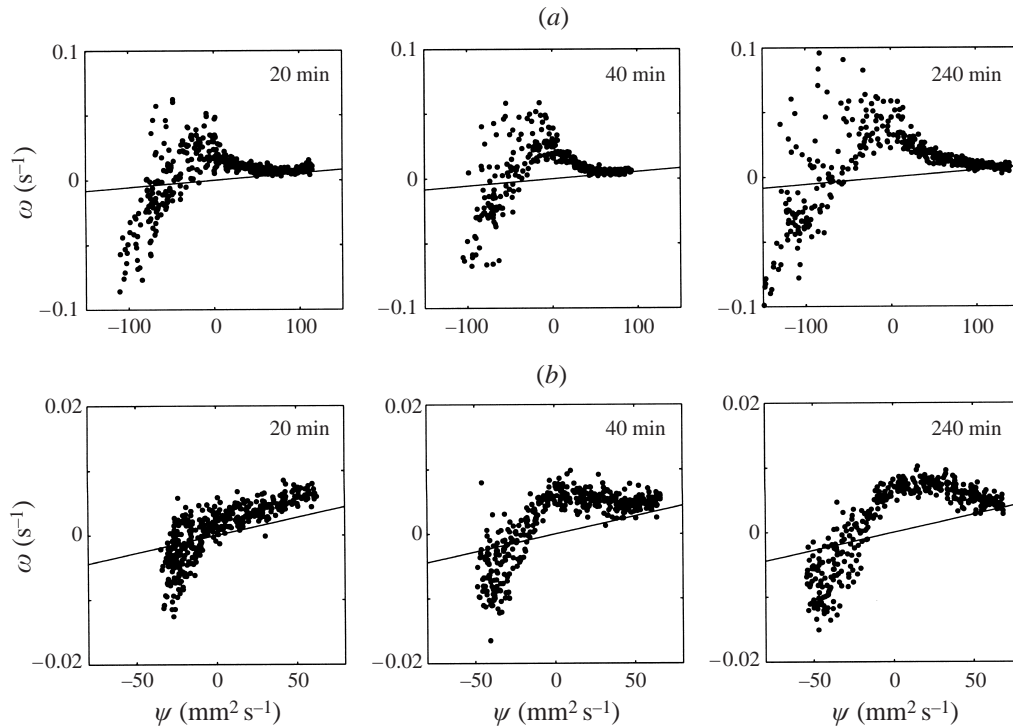 (a)
0.1 0.1 0.1
20 min 40 min 240 min
ω (s⁻¹)
0 0 0
−0.1 −0.1 −0.1
−100 0 100 −100 0 100 −100 0 100
(b)
0.02 0.02 0.02
20 min 40 min 240 min
ω (s⁻¹)
0 0 0
−0.02 −0.02 −0.02
−50 0 50 −50 0 50 −50 0 50
ψ (mm² s⁻¹) ψ (mm² s⁻¹) ψ (mm² s⁻¹)